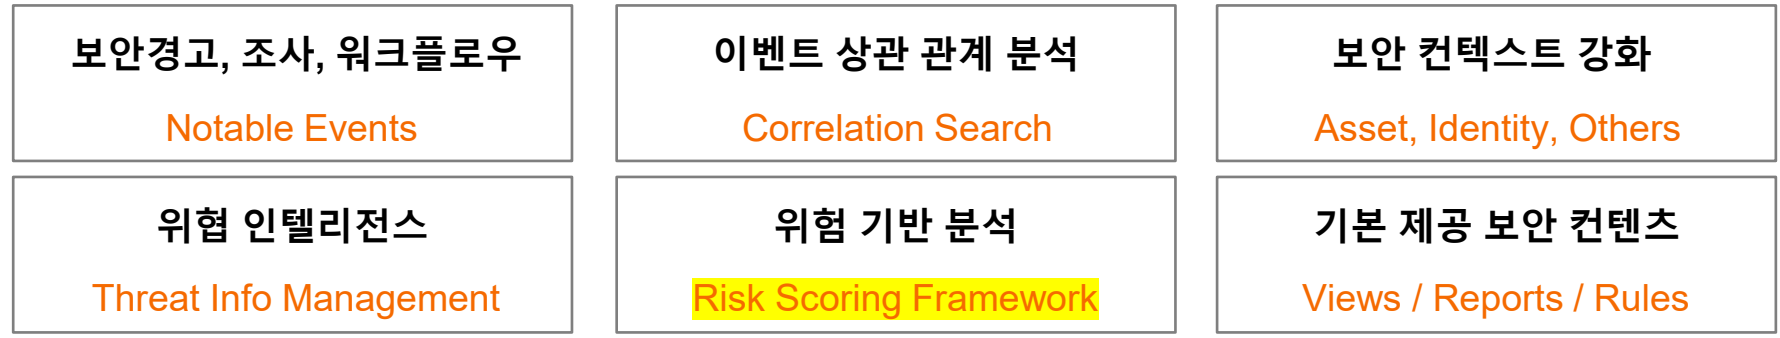 보안경고, 조사, 워크플로우
Notable Events
이벤트 상관 관계 분석
Correlation Search
보안 컨텍스트 강화
Asset, Identity, Others
위협 인텔리전스
Threat Info Management
위험 기반 분석
Risk Scoring Framework
기본 제공 보안 컨텐츠
Views / Reports / Rules